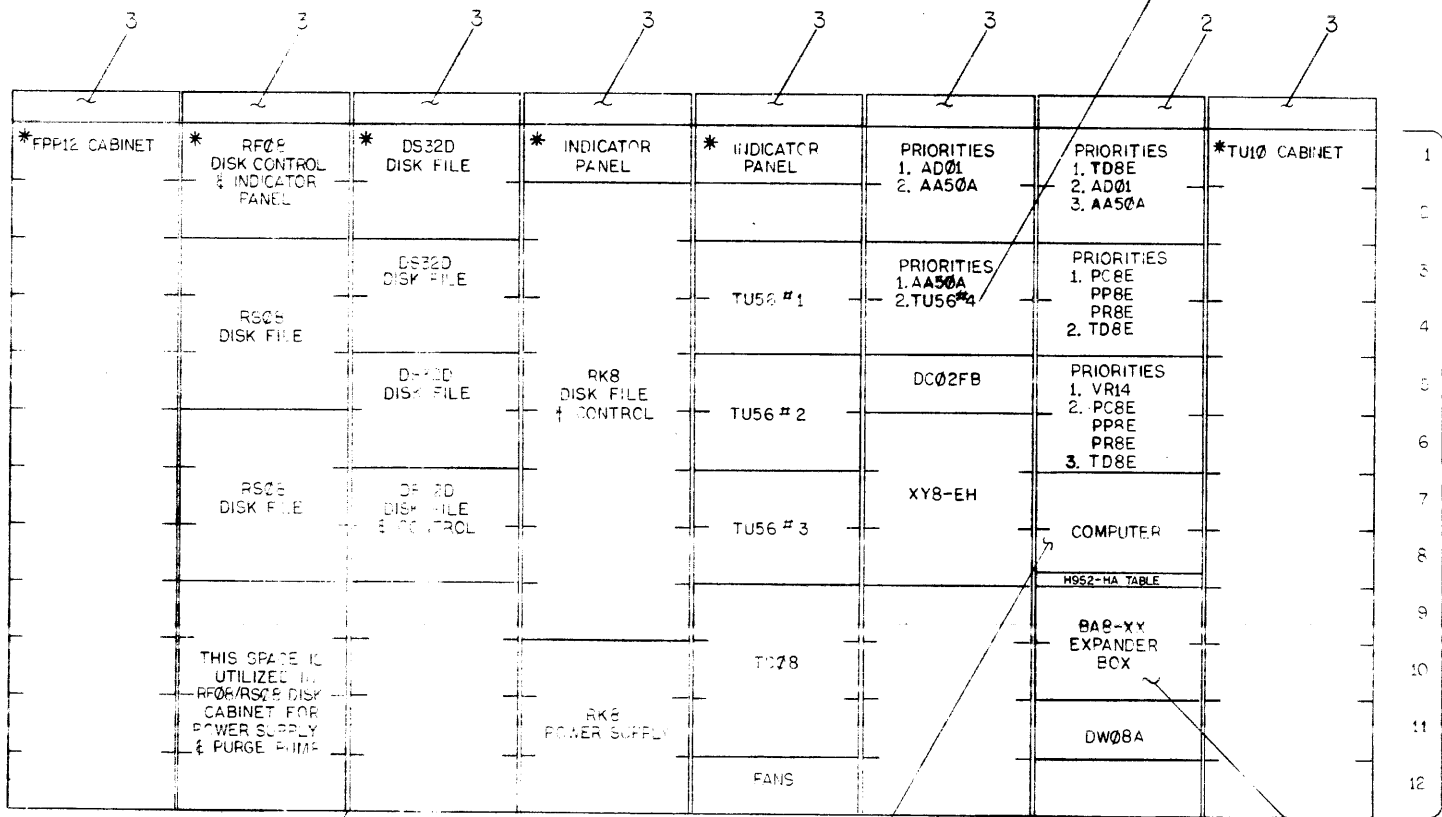 3 3 3 3 3 3 2 3
*FPP12 CABINET
* RFØ8
DISK CONTROL
& INDICATOR
PANEL
RSØ8
DISK FILE
RSØ8
DISK FILE
THIS SPACE IS
UTILIZED IN
RFØ8/RSØ8 DISK
CABINET FOR
POWER SUPPLY
& PURGE PUMP
* DS32D
DISK FILE
DS32D
DISK FILE
DS32D
DISK FILE
DF32D
DISK FILE
& CONTROL
* INDICATOR
PANEL
RK8
DISK FILE
& CONTROL
RK8
POWER SUPPLY
* INDICATOR
PANEL
TU56 #1
TU56 #2
TU56 #3
TCØ8
FANS
PRIORITIES
1. ADØ1
2. AA5ØA
PRIORITIES
1. AA5ØA
2. TU56#4
DCØ2FB
XY8-EH
PRIORITIES
1. TD8E
2. ADØ1
3. AA5ØA
PRIORITIES
1. PC8E
PP8E
PR8E
2. TD8E
PRIORITIES
1. VR14
2. PC8E
PP8E
PR8E
3. TD8E
COMPUTER
H952-HA TABLE
BA8-XX
EXPANDER
BOX
DWØ8A
*TU1Ø CABINET
1
2
3
4
5
6
7
8
9
10
11
12